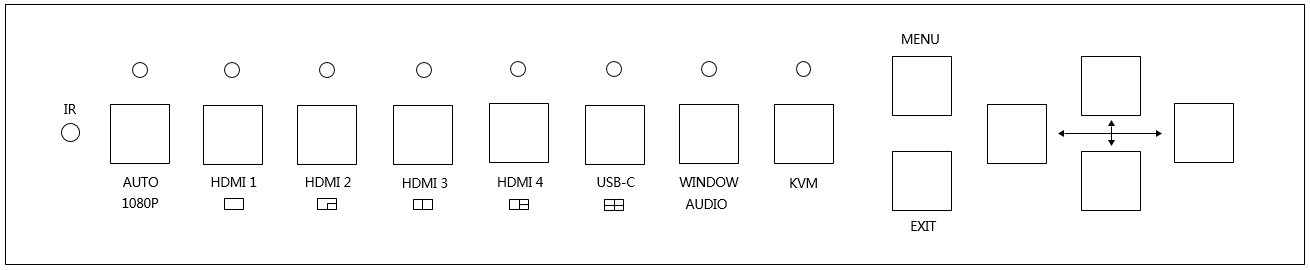 MENU
IR
AUTO
1080P
HDMI 1
HDMI 2
HDMI 3
HDMI 4
USB-C
WINDOW
AUDIO
KVM
EXIT